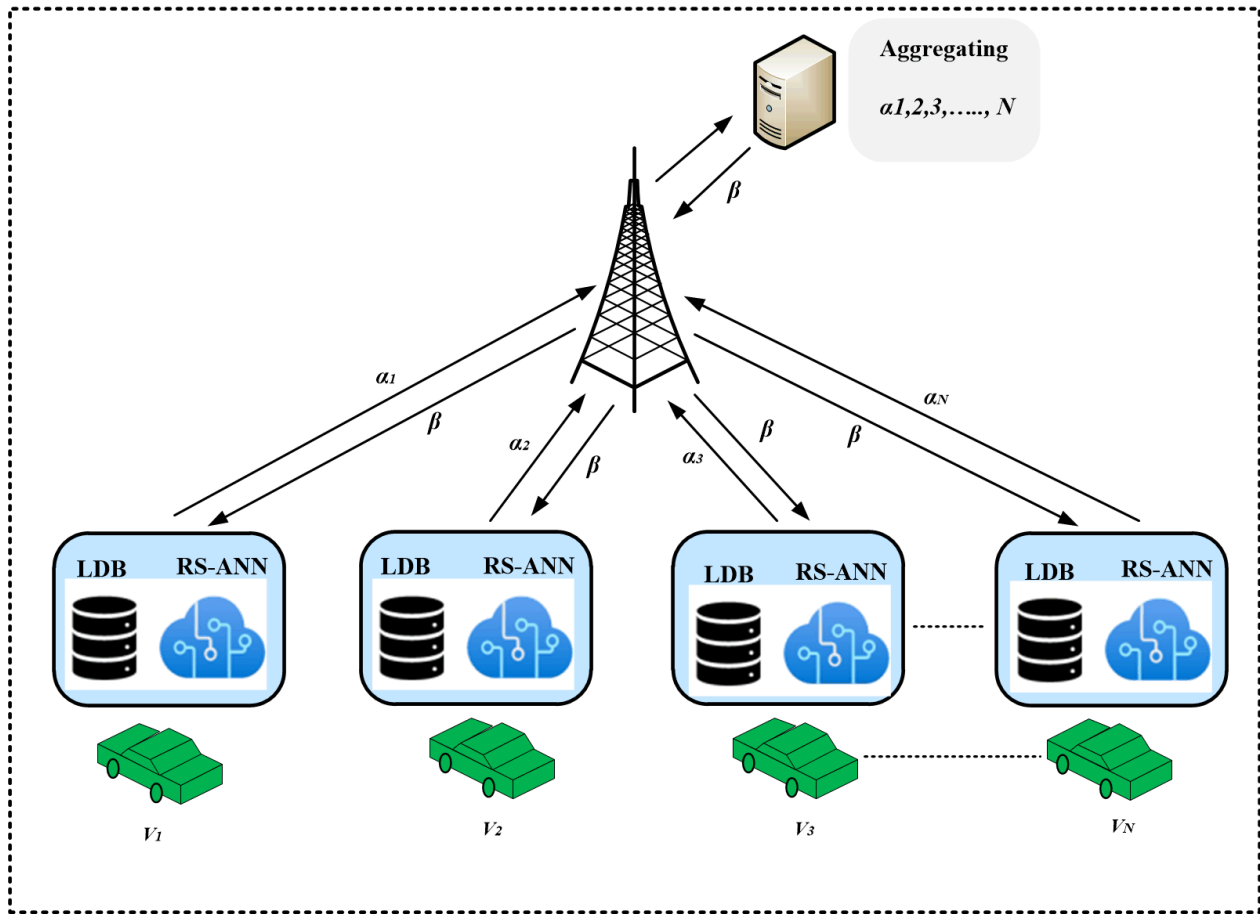 Aggregating
α1,2,3,....., N
β
α1
β
α2
β
α3
β
αN
β
LDB RS-ANN
LDB RS-ANN
LDB RS-ANN
LDB RS-ANN
V1
V2
V3
VN